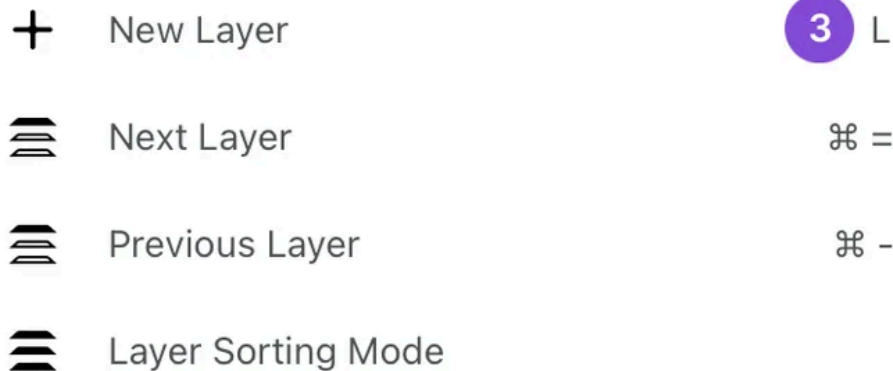 New Layer 3 L
Next Layer ⌘ =
Previous Layer ⌘ -
Layer Sorting Mode